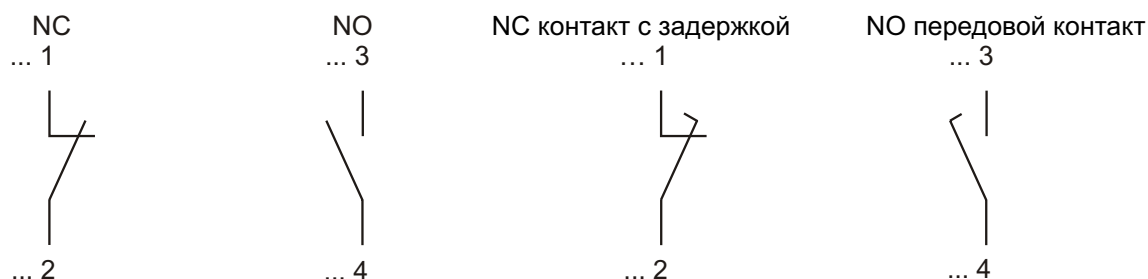 NC NO NC контакт с задержкой NO передовой контакт
... 1 ... 3 ... 1 ... 3
... 2 ... 4 ... 2 ... 4